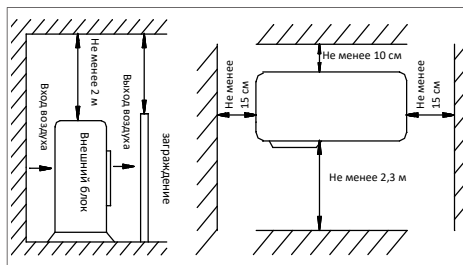 Не менее 2 м
Вход воздуха
Внешний блок
Выход воздуха
заграждение
Не менее 10 см
Не менее
15 см
Не менее
15 см
Не менее 2,3 м